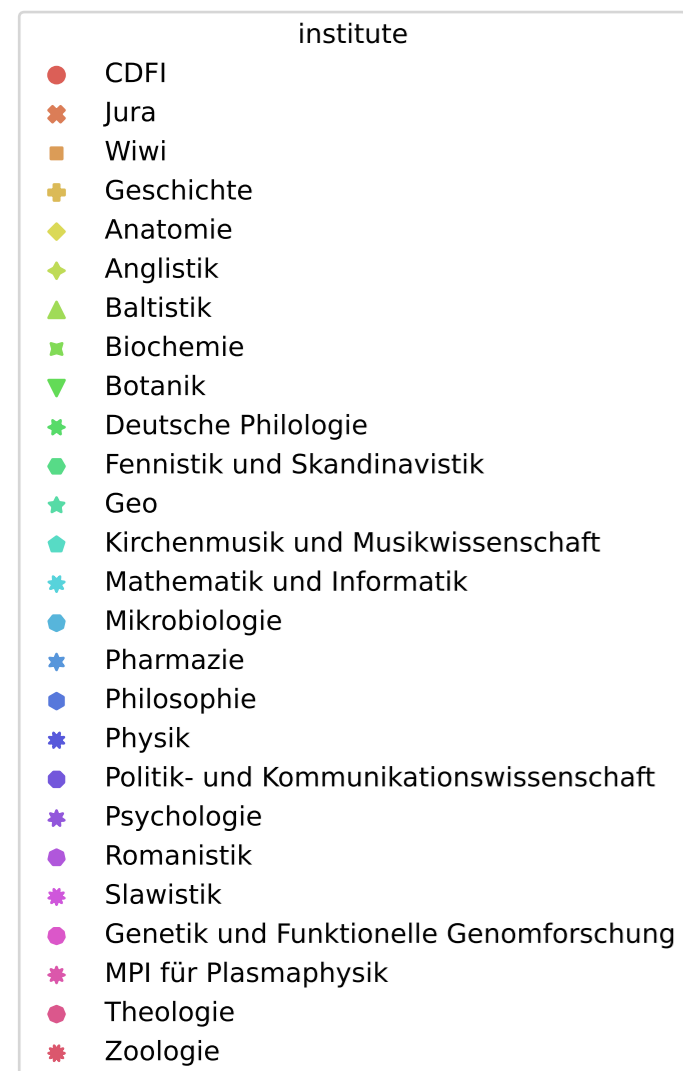 institute
CDFI
Jura
Wiwi
Geschichte
Anatomie
Anglistik
Baltistik
Biochemie
Botanik
Deutsche Philologie
Fennistik und Skandinavistik
Geo
Kirchenmusik und Musikwissenschaft
Mathematik und Informatik
Mikrobiologie
Pharmazie
Philosophie
Physik
Politik- und Kommunikationswissenschaft
Psychologie
Romanistik
Slawistik
Genetik und Funktionelle Genomforschung
MPI für Plasmaphysik
Theologie
Zoologie